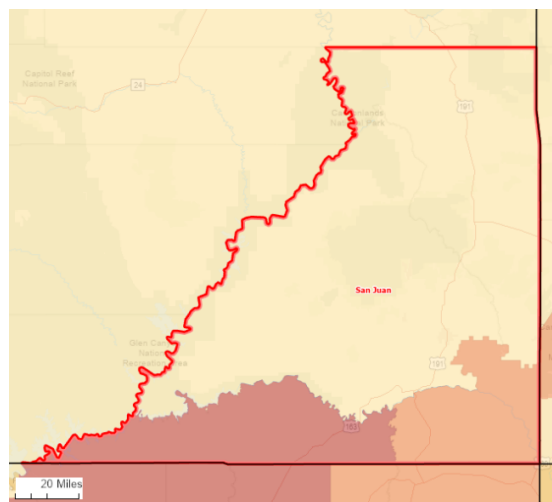 Capitol Reef
National Park
24
191
Canyonlands
National Park
San Juan
Glen Canyon
National
Recreation Area
191
163
20 Miles